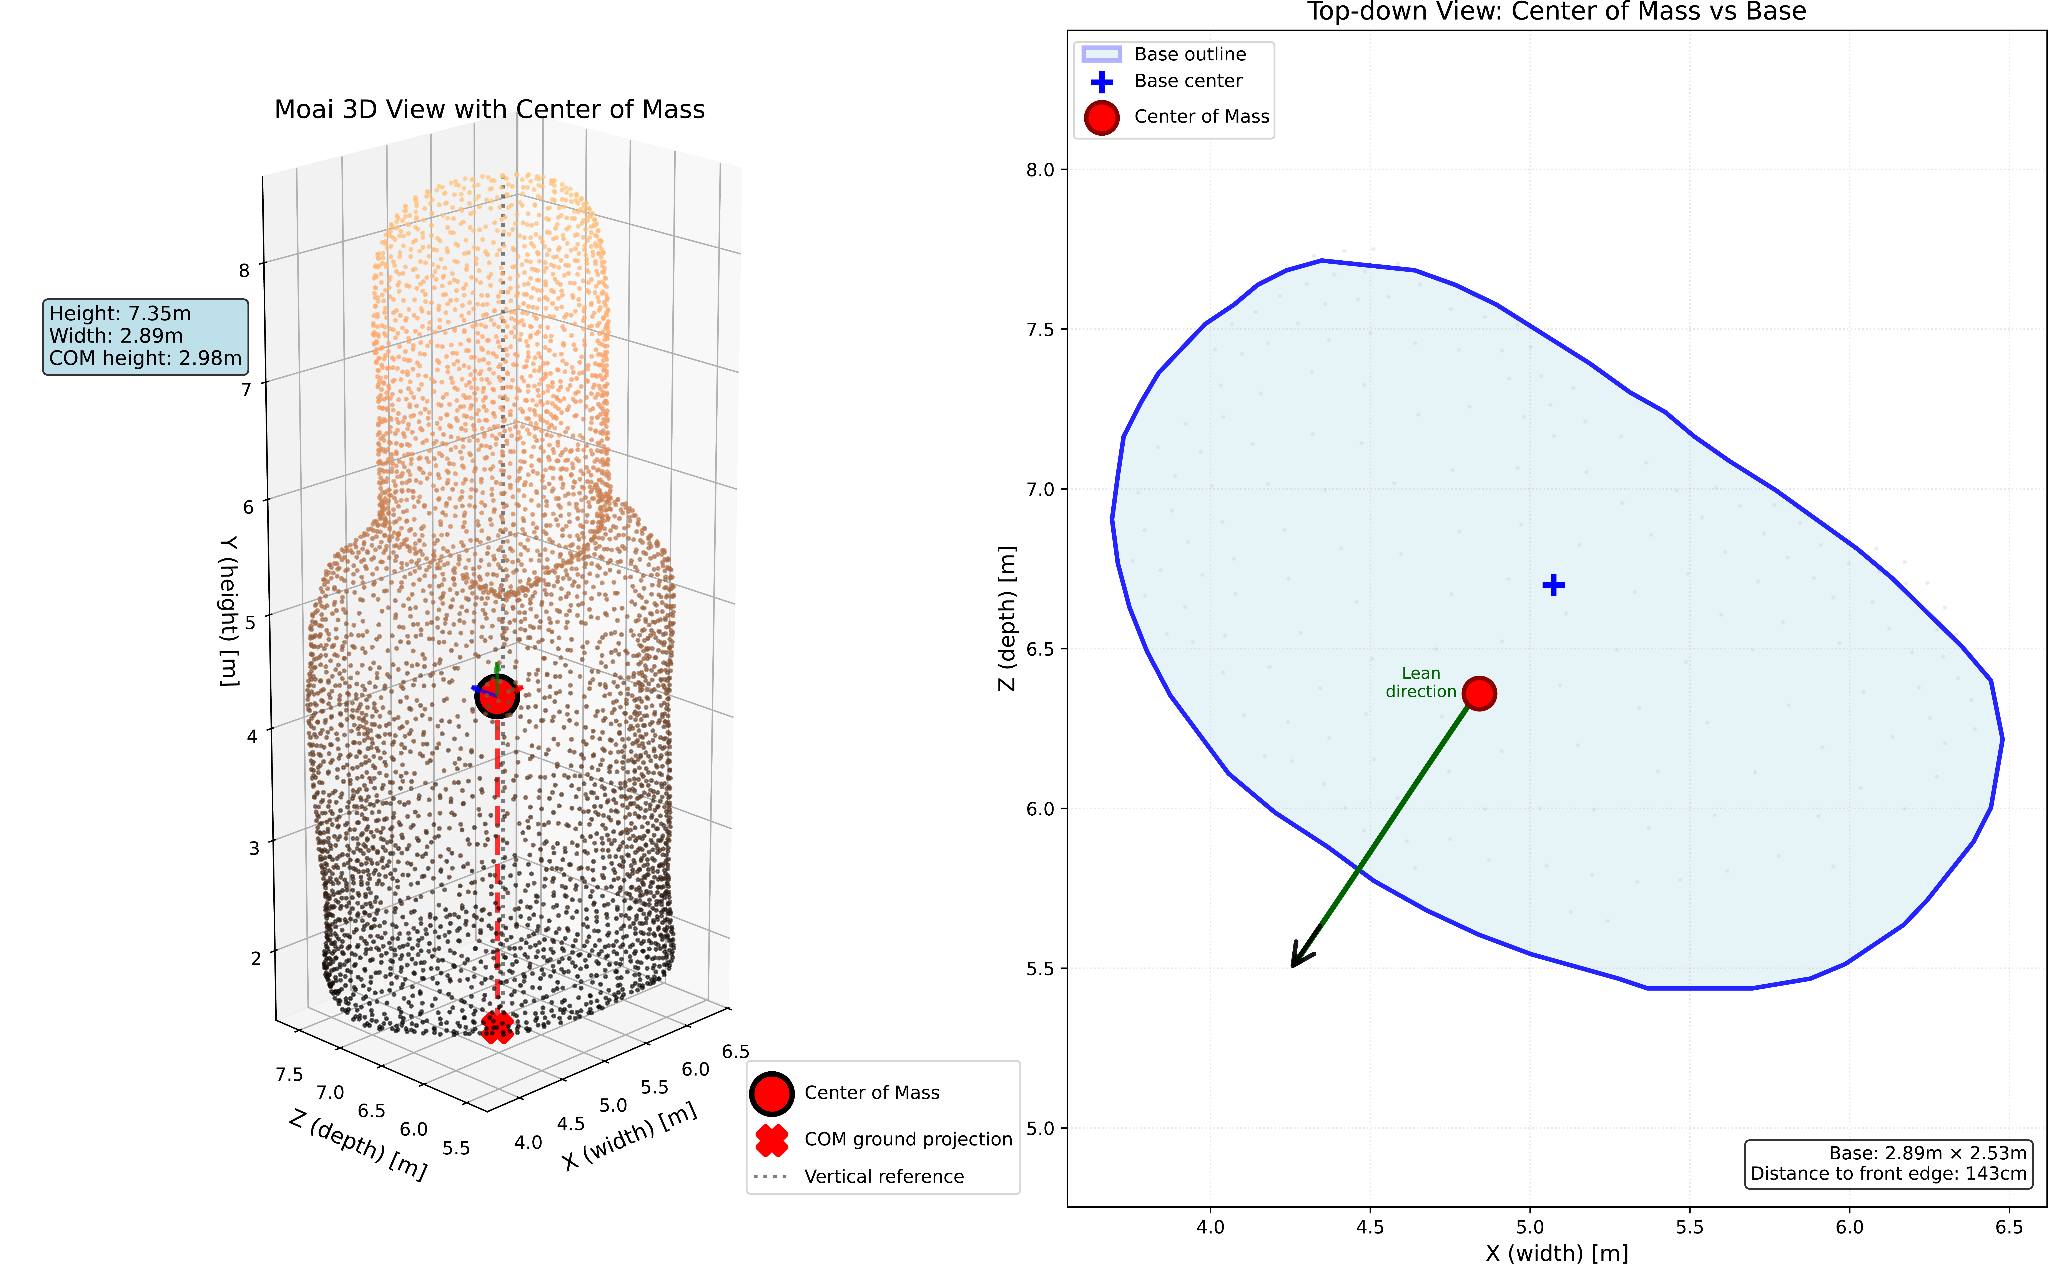 Moai 3D View with Center of Mass
Height: 7.35m
Width: 2.89m
COM height: 2.98m
8
7
6
5
4
3
2
Y (height) [m]
7.5
7.0
6.5
6.0
5.5
Z (depth) [m]
4.0
4.5
5.0
5.5
6.0
6.5
X (width) [m]
Center of Mass
COM ground projection
Vertical reference
Top-down View: Center of Mass vs Base
Base outline
Base center
Center of Mass
8.0
7.5
7.0
6.5
6.0
5.5
5.0
Z (depth) [m]
Lean
direction
Base: 2.89m × 2.53m
Distance to front edge: 143cm
4.0
4.5
5.0
5.5
6.0
6.5
X (width) [m]